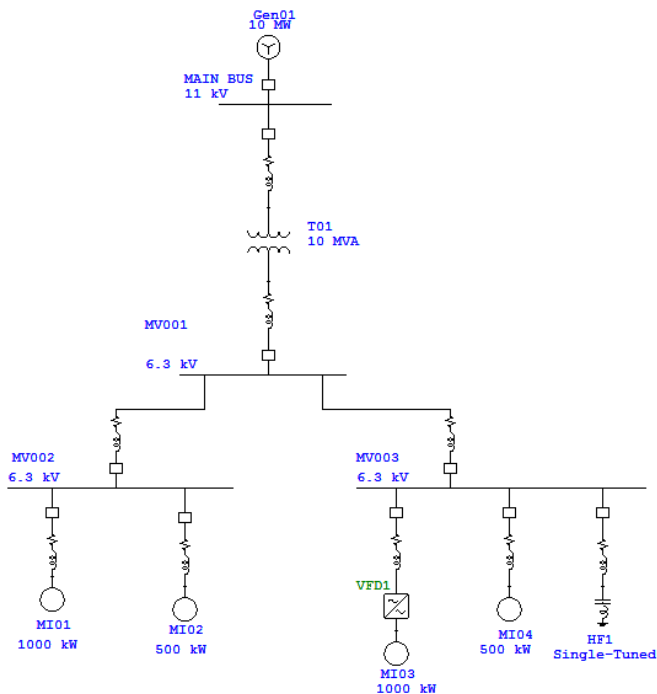 Gen01
10 MW
MAIN BUS
11 kV
T01
10 MVA
MV001
6.3 kV
MV002
6.3 kV
MV003
6.3 kV
VFD1
MI01
1000 kW
MI02
500 kW
MI03
1000 kW
MI04
500 kW
HF1
Single-Tuned